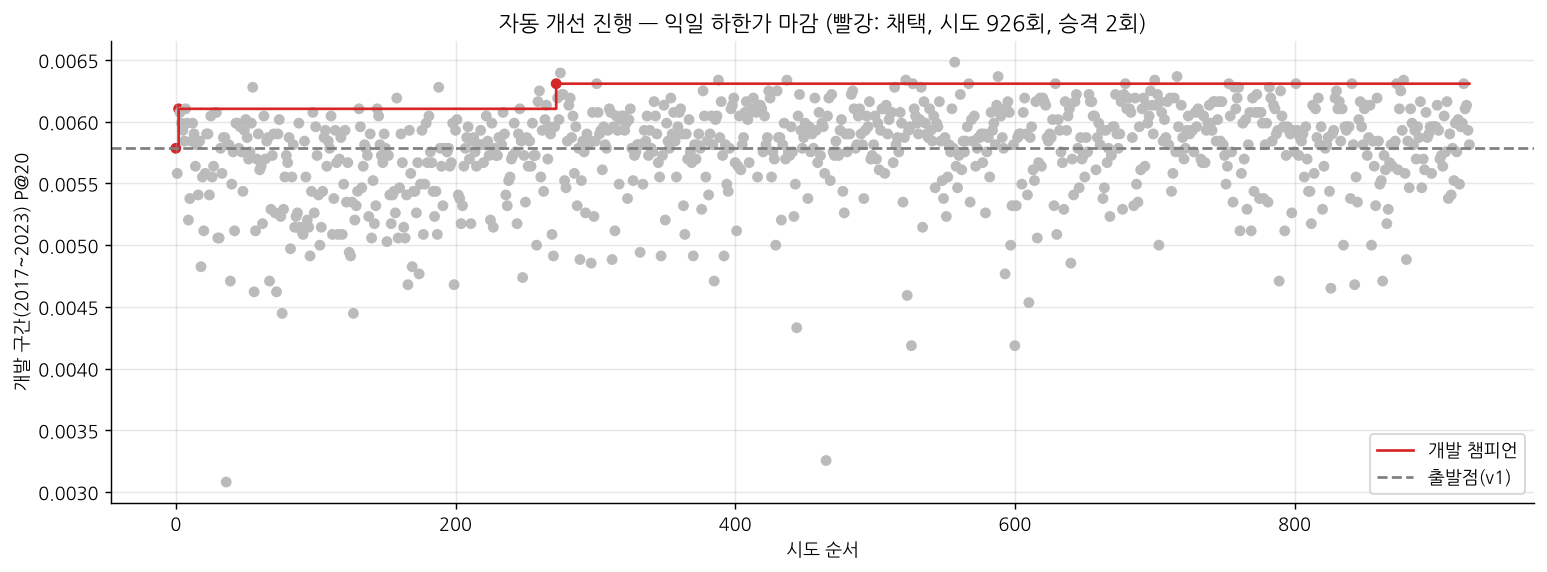 자동 개선 진행 — 익일 하한가 마감 (빨강: 채택, 시도 926회, 승격 2회)
개발 구간(2017~2023) P@20
0.0065
0.0060
0.0055
0.0050
0.0045
0.0040
0.0035
0.0030
개발 챔피언
출발점(v1)
0
200
400
600
800
시도 순서